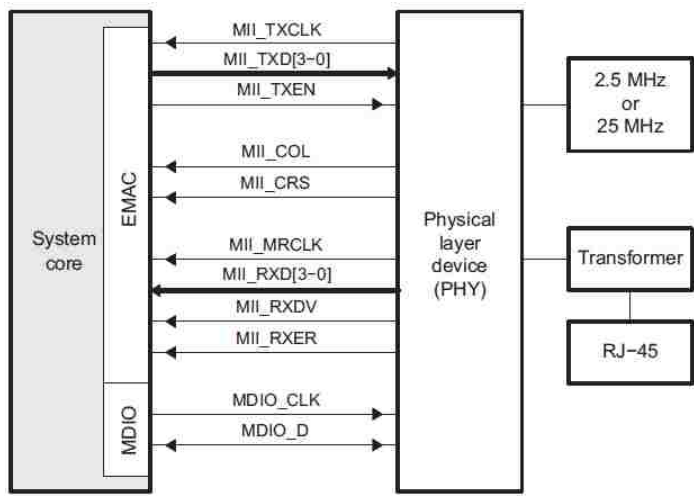 MII_TXCLK
MII_TXD[3−0]
MII_TXEN
2.5 MHz
or
25 MHz
MII_COL
MII_CRS
EMAC
System
core
Physical
layer
device
(PHY)
MII_MRCLK
MII_RXD[3−0]
MII_RXDV
MII_RXER
Transformer
RJ−45
MDIO
MDIO_CLK
MDIO_D